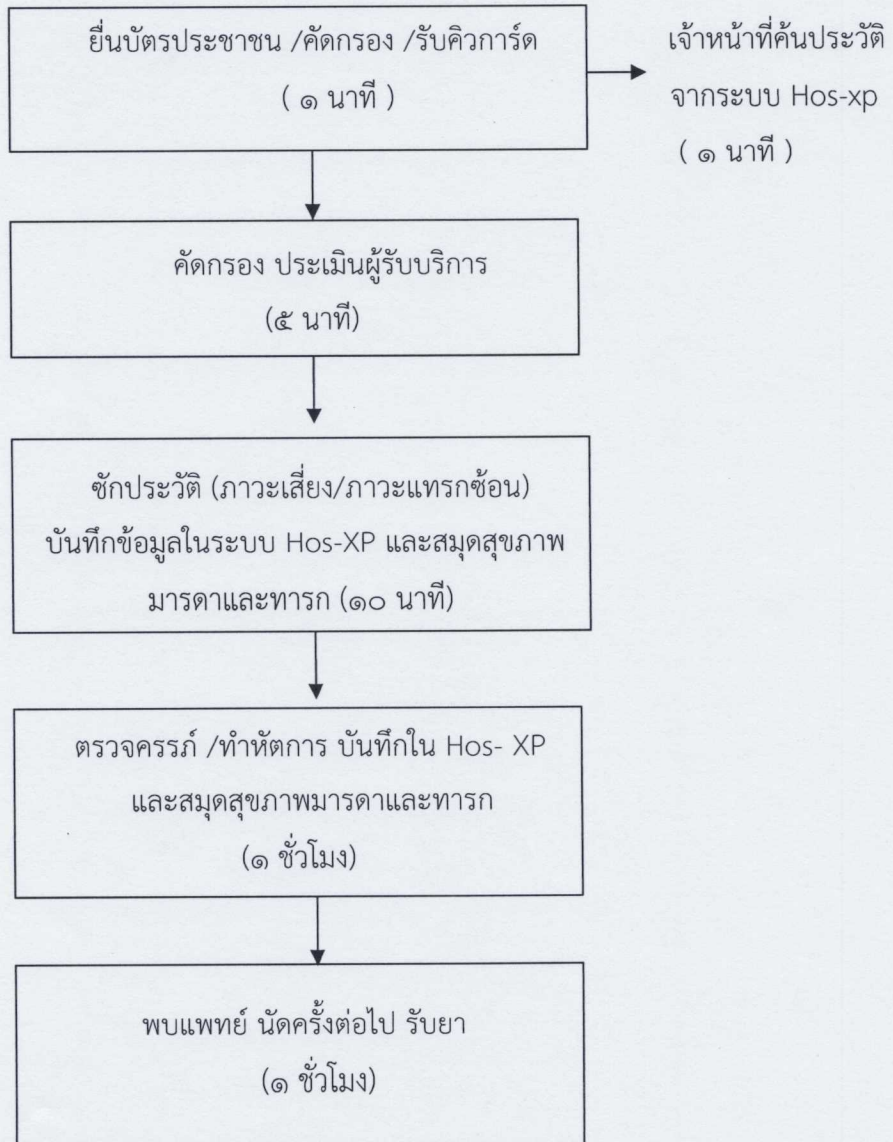 ยื่นบัตรประชาชน /คัดกรอง /รับคิวการ์ด
( ๑ นาที )
เจ้าหน้าที่ค้นประวัติ
จากระบบ Hos-xp
( ๑ นาที )
คัดกรอง ประเมินผู้รับบริการ
(๕ นาที)
ซักประวัติ (ภาวะเสี่ยง/ภาวะแทรกซ้อน)
บันทึกข้อมูลในระบบ Hos-XP และสมุดสุขภาพ
มารดาและทารก (๑๐ นาที)
ตรวจครรภ์ /ทำหัตการ บันทึกใน Hos- XP
และสมุดสุขภาพมารดาและทารก
(๑ ชั่วโมง)
พบแพทย์ นัดครั้งต่อไป รับยา
(๑ ชั่วโมง)